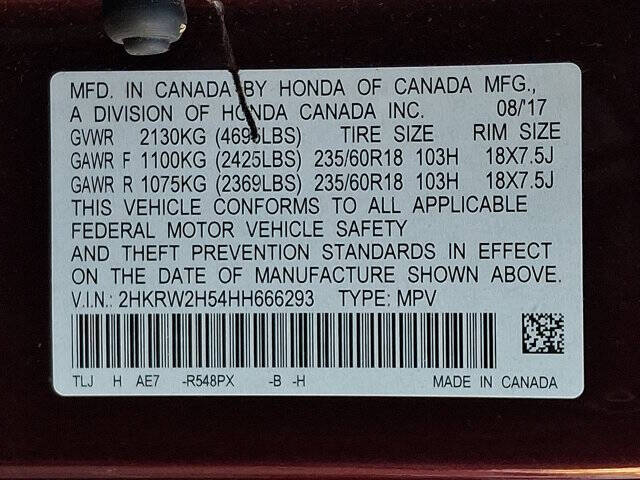 MFD. IN CANADA BY HONDA OF CANADA MFG.,
A DIVISION OF HONDA CANADA INC. 08/'17
GVWR 2130KG (4695LBS) TIRE SIZE RIM SIZE
GAWR F 1100KG (2425LBS) 235/60R18 103H 18X7.5J
GAWR R 1075KG (2369LBS) 235/60R18 103H 18X7.5J
THIS VEHICLE CONFORMS TO ALL APPLICABLE
FEDERAL MOTOR VEHICLE SAFETY
AND THEFT PREVENTION STANDARDS IN EFFECT
ON THE DATE OF MANUFACTURE SHOWN ABOVE.
V.I.N.: 2HKRW2H54HH666293 TYPE: MPV
TLJ H AE7 -R548PX -B -H MADE IN CANADA